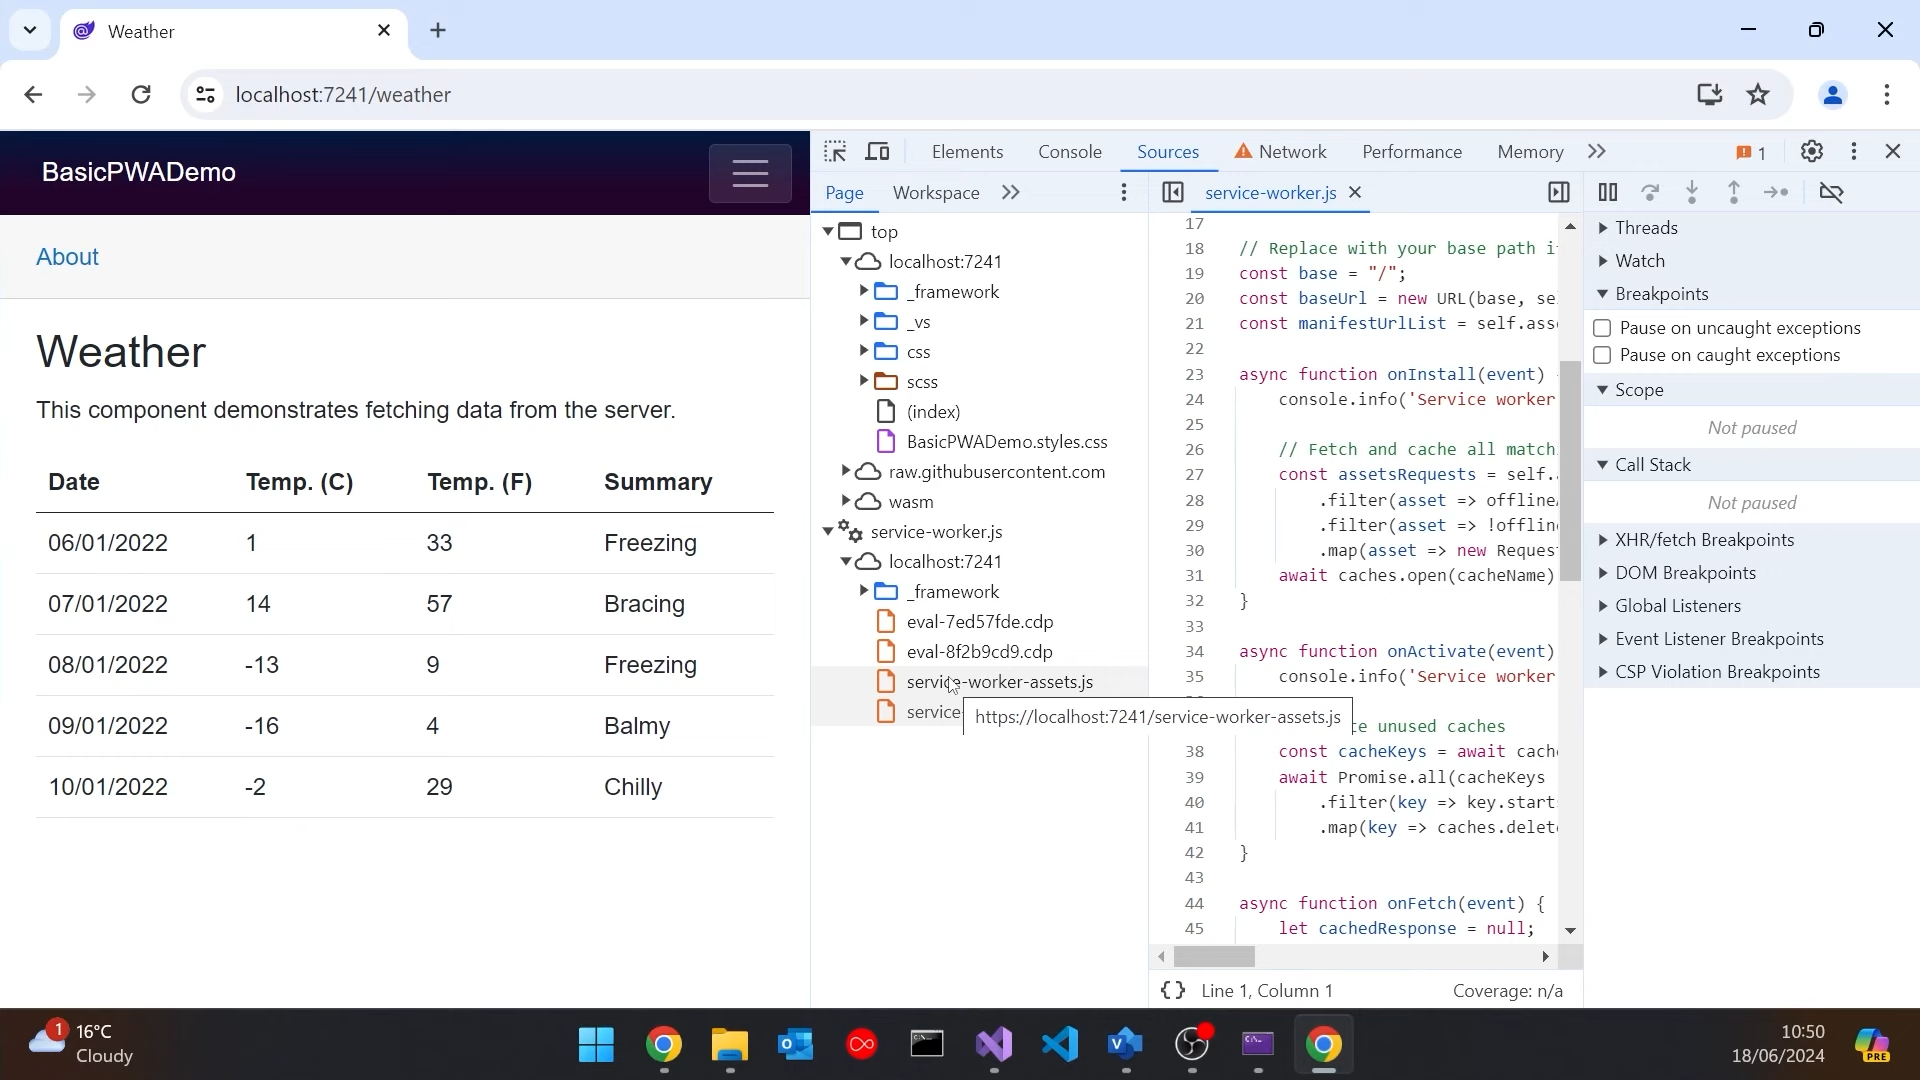 Weather
localhost:7241/weather
BasicPWADemo
About
Weather
This component demonstrates fetching data from the server.
Date Temp. (C) Temp. (F) Summary
06/01/2022 1 33 Freezing
07/01/2022 14 57 Bracing
08/01/2022 -13 9 Freezing
09/01/2022 -16 4 Balmy
10/01/2022 -2 29 Chilly
Elements Console Sources Network Performance Memory 1
Page Workspace
top
localhost:7241
_framework
_vs
css
scss
(index)
BasicPWADemo.styles.css
raw.githubusercontent.com
wasm
service-worker.js
localhost:7241
_framework
eval-7ed57fde.cdp
eval-8f2b9cd9.cdp
service-worker-assets.js
service-
https://localhost:7241/service-worker-assets.js
service-worker.js
17
18 // Replace with your base path i
19 const base = "/";
20 const baseUrl = new URL(base, se
21 const manifestUrlList = self.ass
22
23 async function onInstall(event)
24 console.info('Service worker
25
26 // Fetch and cache all match
27 const assetsRequests = self.
28 .filter(asset => offline
29 .filter(asset => !offlin
30 .map(asset => new Reques
31 await caches.open(cacheName)
32 }
33
34 async function onActivate(event)
35 console.info('Service worker
te unused caches
38 const cacheKeys = await cach
39 await Promise.all(cacheKeys
40 .filter(key => key.starts
41 .map(key => caches.delet
42 }
43
44 async function onFetch(event) {
45 let cachedResponse = null;
{ } Line 1, Column 1 Coverage: n/a
Threads
Watch
Breakpoints
Pause on uncaught exceptions
Pause on caught exceptions
Scope
Not paused
Call Stack
Not paused
XHR/fetch Breakpoints
DOM Breakpoints
Global Listeners
Event Listener Breakpoints
CSP Violation Breakpoints
1
16°C
Cloudy
10:50
18/06/2024
PRE